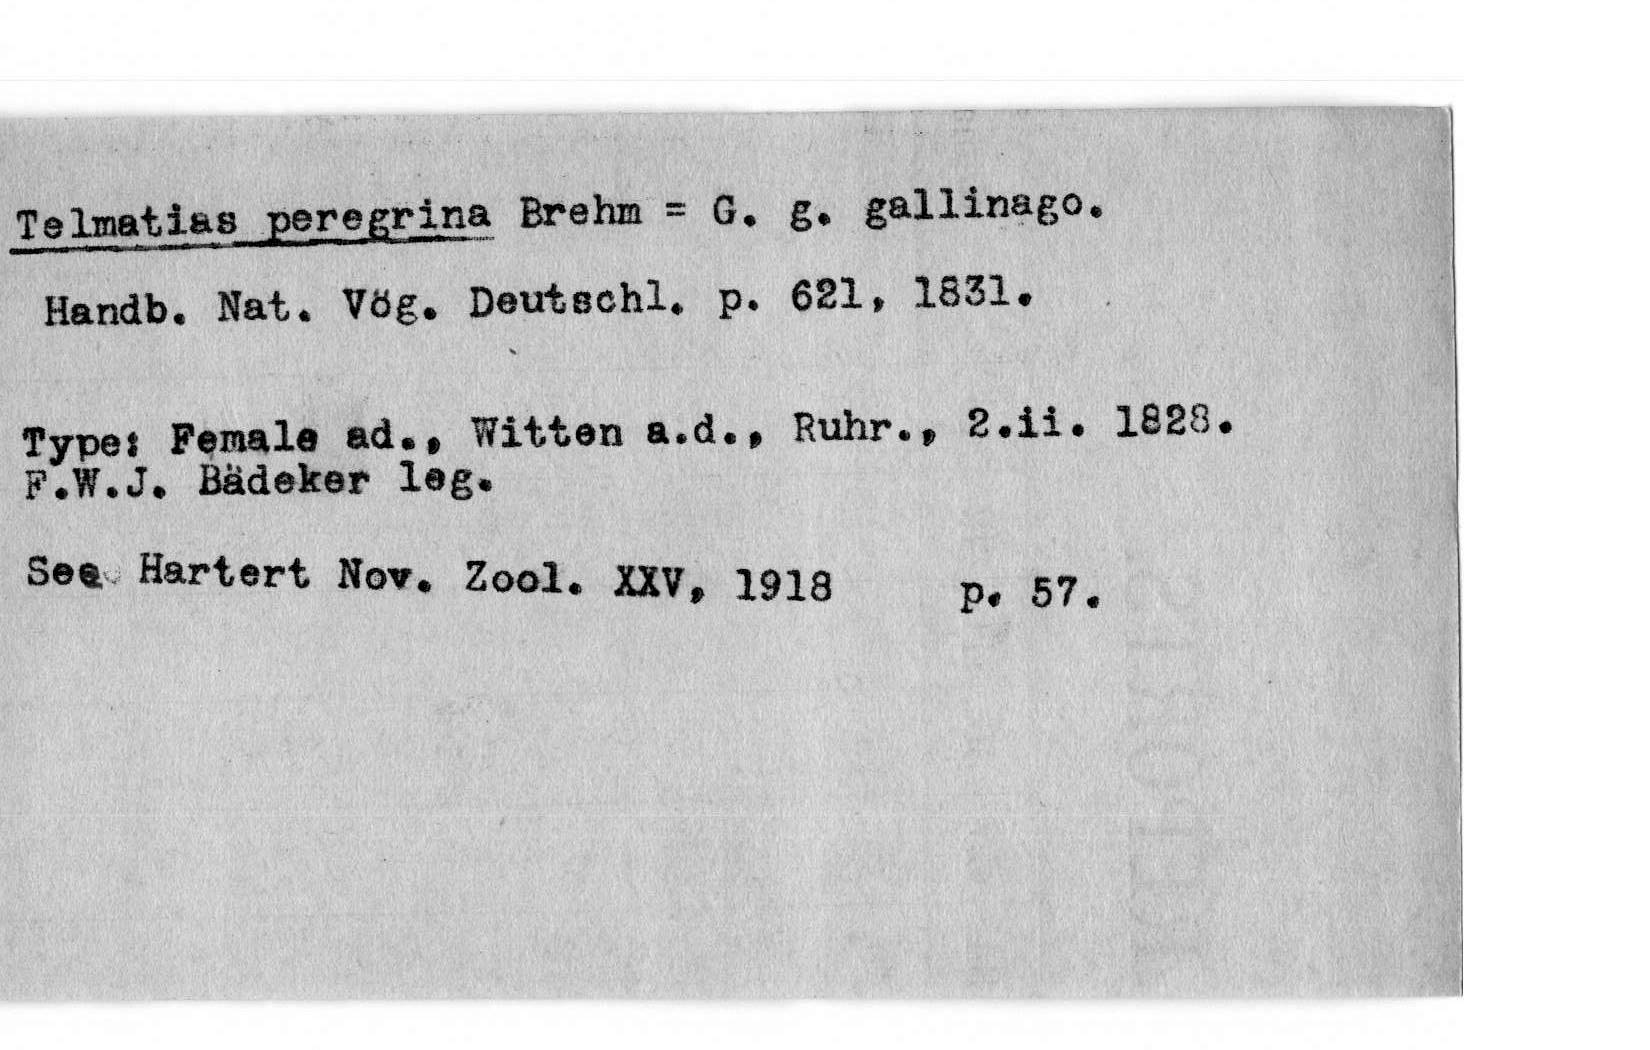 Telmatias peregrina Brehm = G. g. gallinago.
Handb. Nat. Vög. Deutschl. p. 621, 1831.
Type: Female ad., Witten a.d., Ruhr., 2.ii. 1828.
F.W.J. Bädeker leg.
See Hartert Nov. Zool. XXV, 1918 p. 57.